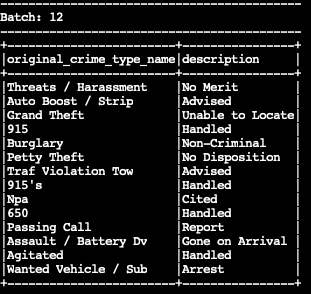 -------------------------------------------
Batch: 12
-------------------------------------------
+------------------------+-----------------+
|original_crime_type_name|description      |
+------------------------+-----------------+
|Threats / Harassment    |No Merit         |
|Auto Boost / Strip      |Advised          |
|Grand Theft             |Unable to Locate|
|915                     |Handled          |
|Burglary                |Non-Criminal     |
|Petty Theft             |No Disposition   |
|Traf Violation Tow      |Advised          |
|915's                   |Handled          |
|Npa                     |Cited            |
|650                     |Handled          |
|Passing Call            |Report           |
|Assault / Battery Dv    |Gone on Arrival  |
|Agitated                |Handled          |
|Wanted Vehicle / Sub    |Arrest           |
+------------------------+-----------------+